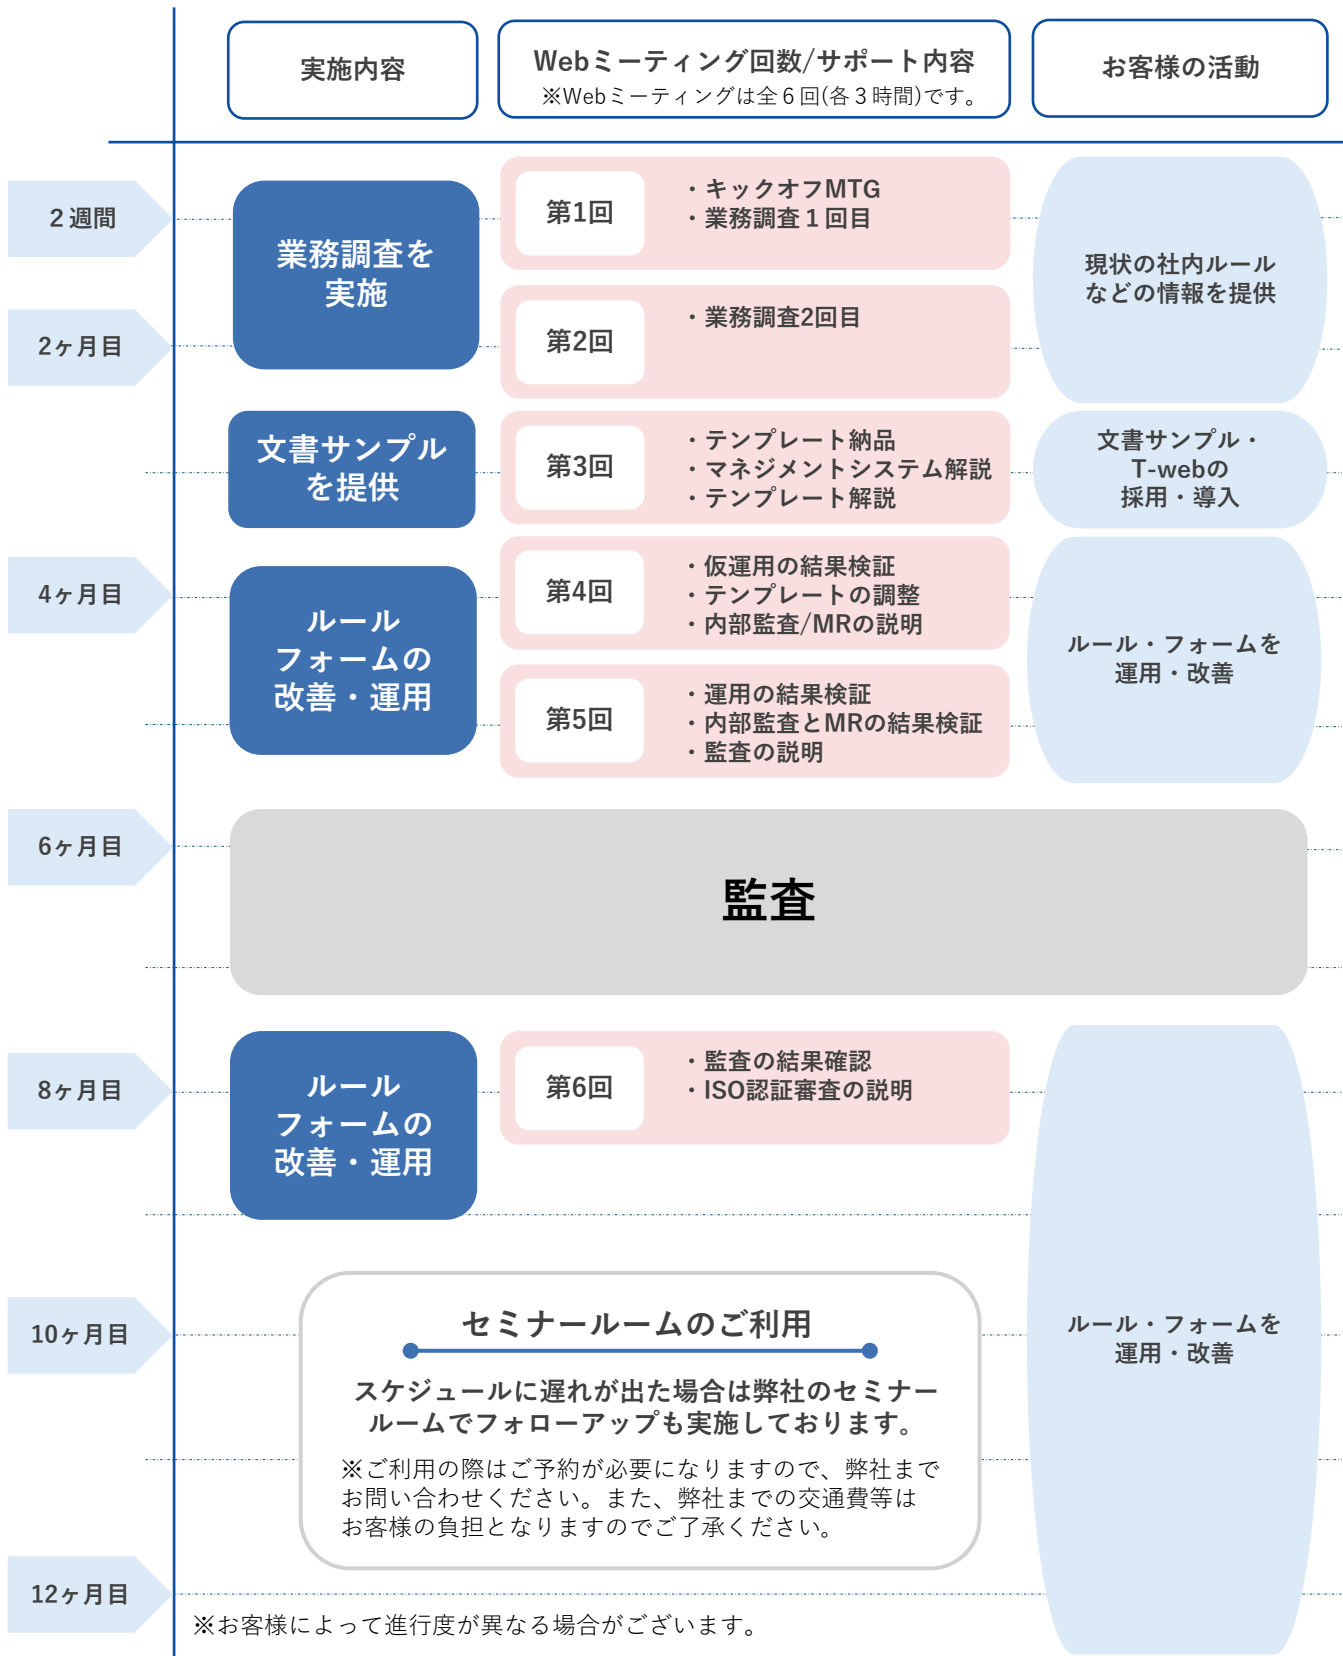 実施内容
Webミーティング回数/サポート内容
※Webミーティングは全６回(各３時間)です。
お客様の活動
２週間
業務調査を
実施
第1回
・キックオフMTG
・業務調査１回目
現状の社内ルール
などの情報を提供
2ヶ月目
第2回
・業務調査2回目
文書サンプル
を提供
第3回
・テンプレート納品
・マネジメントシステム解説
・テンプレート解説
文書サンプル・
T-webの
採用・導入
4ヶ月目
ルール
フォームの
改善・運用
第4回
・仮運用の結果検証
・テンプレートの調整
・内部監査/MRの説明
ルール・フォームを
運用・改善
第5回
・運用の結果検証
・内部監査とMRの結果検証
・監査の説明
6ヶ月目
監査
8ヶ月目
ルール
フォームの
改善・運用
第6回
・監査の結果確認
・ISO認証審査の説明
10ヶ月目
セミナールームのご利用
スケジュールに遅れが出た場合は弊社のセミナー
ルームでフォローアップも実施しております。
※ご利用の際はご予約が必要になりますので、弊社まで
お問い合わせください。また、弊社までの交通費等は
お客様の負担となりますのでご了承ください。
ルール・フォームを
運用・改善
12ヶ月目
※お客様によって進行度が異なる場合がございます。